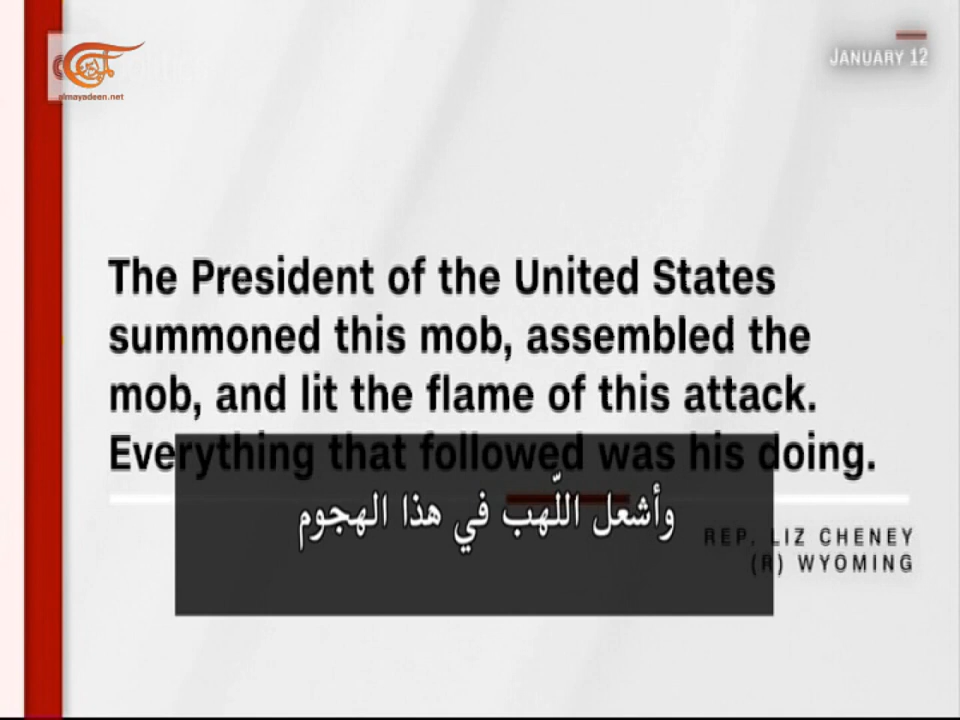 almayadeen.net
JANUARY 12
The President of the United States
summoned this mob, assembled the
mob, and lit the flame of this attack.
Everything that followed was his doing.
وأشعل اللّهب في هذا الهجوم
REP. LIZ CHENEY
(R) WYOMING